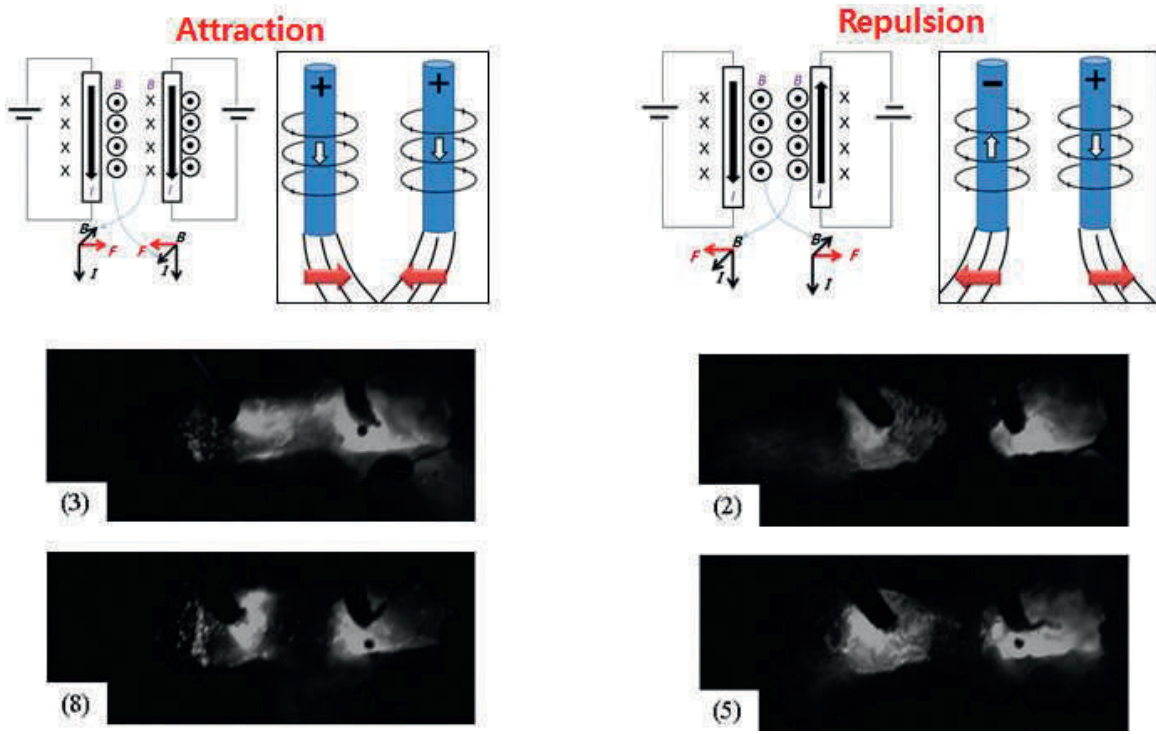 Attraction
Repulsion
B B
B B
X X
X X
X X
X X
X X
X X
X X
X X
I I
I I
+ +
- +
B
F F B
I I
F B B F
I I
(3)
(2)
(8)
(5)